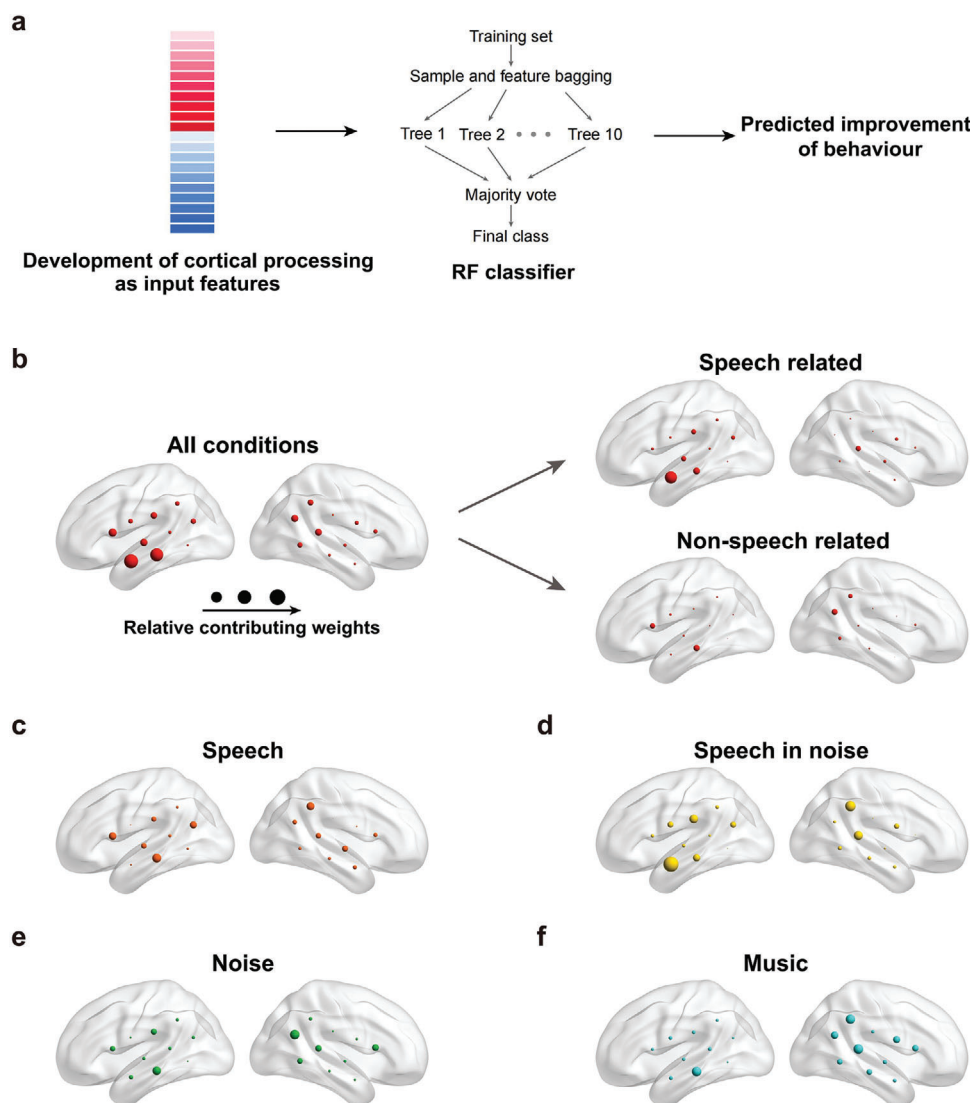 a
Training set
Sample and feature bagging
Tree 1 Tree 2 Tree 10
Majority vote
Final class
RF classifier
Development of cortical processing
as input features
Predicted improvement
of behaviour
b
All conditions
Relative contributing weights
Speech related
Non-speech related
c
Speech
d
Speech in noise
e
Noise
f
Music